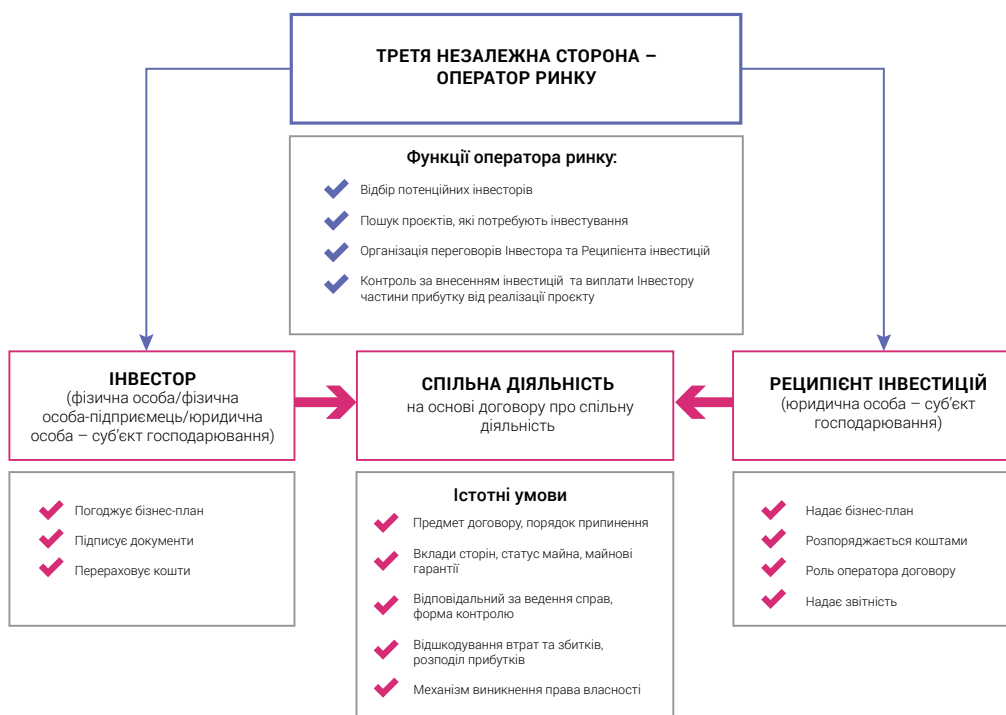 ТРЕТЯ НЕЗАЛЕЖНА СТОРОНА –
ОПЕРАТОР РИНКУ
Функції оператора ринку:
Відбір потенційних інвесторів
Пошук проєктів, які потребують інвестування
Організація переговорів Інвестора та Реципієнта інвестицій
Контроль за внесенням інвестицій та виплати Інвестору
частини прибутку від реалізації проєкту
ІНВЕСТОР
(фізична особа/фізична
особа-підприємець/юридична
особа – суб’єкт господарювання)
Погоджує бізнес-план
Підписує документи
Перераховує кошти
СПІЛЬНА ДІЯЛЬНІСТЬ
на основі договору про спільну
діяльність
Істотні умови
Предмет договору, порядок припинення
Вклади сторін, статус майна, майнові
гарантії
Відповідальний за ведення справ,
форма контролю
Відшкодування втрат та збитків,
розподіл прибутків
Механізм виникнення права власності
РЕЦИПІЄНТ ІНВЕСТИЦІЙ
(юридична особа – суб’єкт
господарювання)
Надає бізнес-план
Розпоряджається коштами
Роль оператора договору
Надає звітність